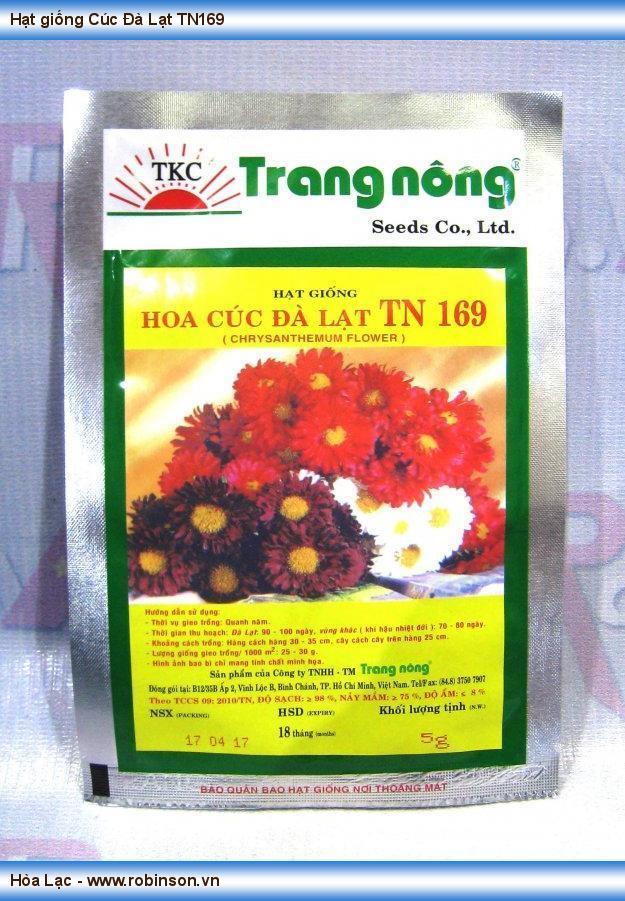 Hạt giống Cúc Đà Lạt TN169
TKC Trang nông®
Seeds Co., Ltd.
HẠT GIỐNG
HOA CÚC ĐÀ LẠT TN 169
( CHRYSANTHEMUM FLOWER )
Hướng dẫn sử dụng:
- Thời vụ gieo trồng: Quanh năm.
- Thời gian thu hoạch: Đà Lạt: 90 - 100 ngày, vùng khác ( khí hậu nhiệt đới ): 70 - 80 ngày.
- Khoảng cách trồng: Hàng cách hàng 30 - 35 cm, cây cách cây trên hàng 25 cm.
- Lượng giống gieo trồng/ 1000 m²: 25 - 30 g.
- Hình ảnh bao bì chỉ mang tính chất minh họa.
Sản phẩm của Công ty TNHH - TM Trang nông®
Đóng gói tại: B12/35B Ấp 2, Vĩnh Lộc B, Bình Chánh, TP. Hồ Chí Minh, Việt Nam. Tel/Fax: (84.8) 3750 7907
Theo TCCS 09: 2010/TN, ĐỘ SẠCH: ≥ 98 %, NẢY MẦM: ≥ 75 %, ĐỘ ẨM: ≤ 8 %
NSX (PACKING) HSD (EXPIRY) Khối lượng tịnh (N.W.)
17 04 17 18 tháng (months) 5g
BẢO QUẢN BAO HẠT GIỐNG NƠI THOÁNG MÁT
Hòa Lạc - www.robinson.vn